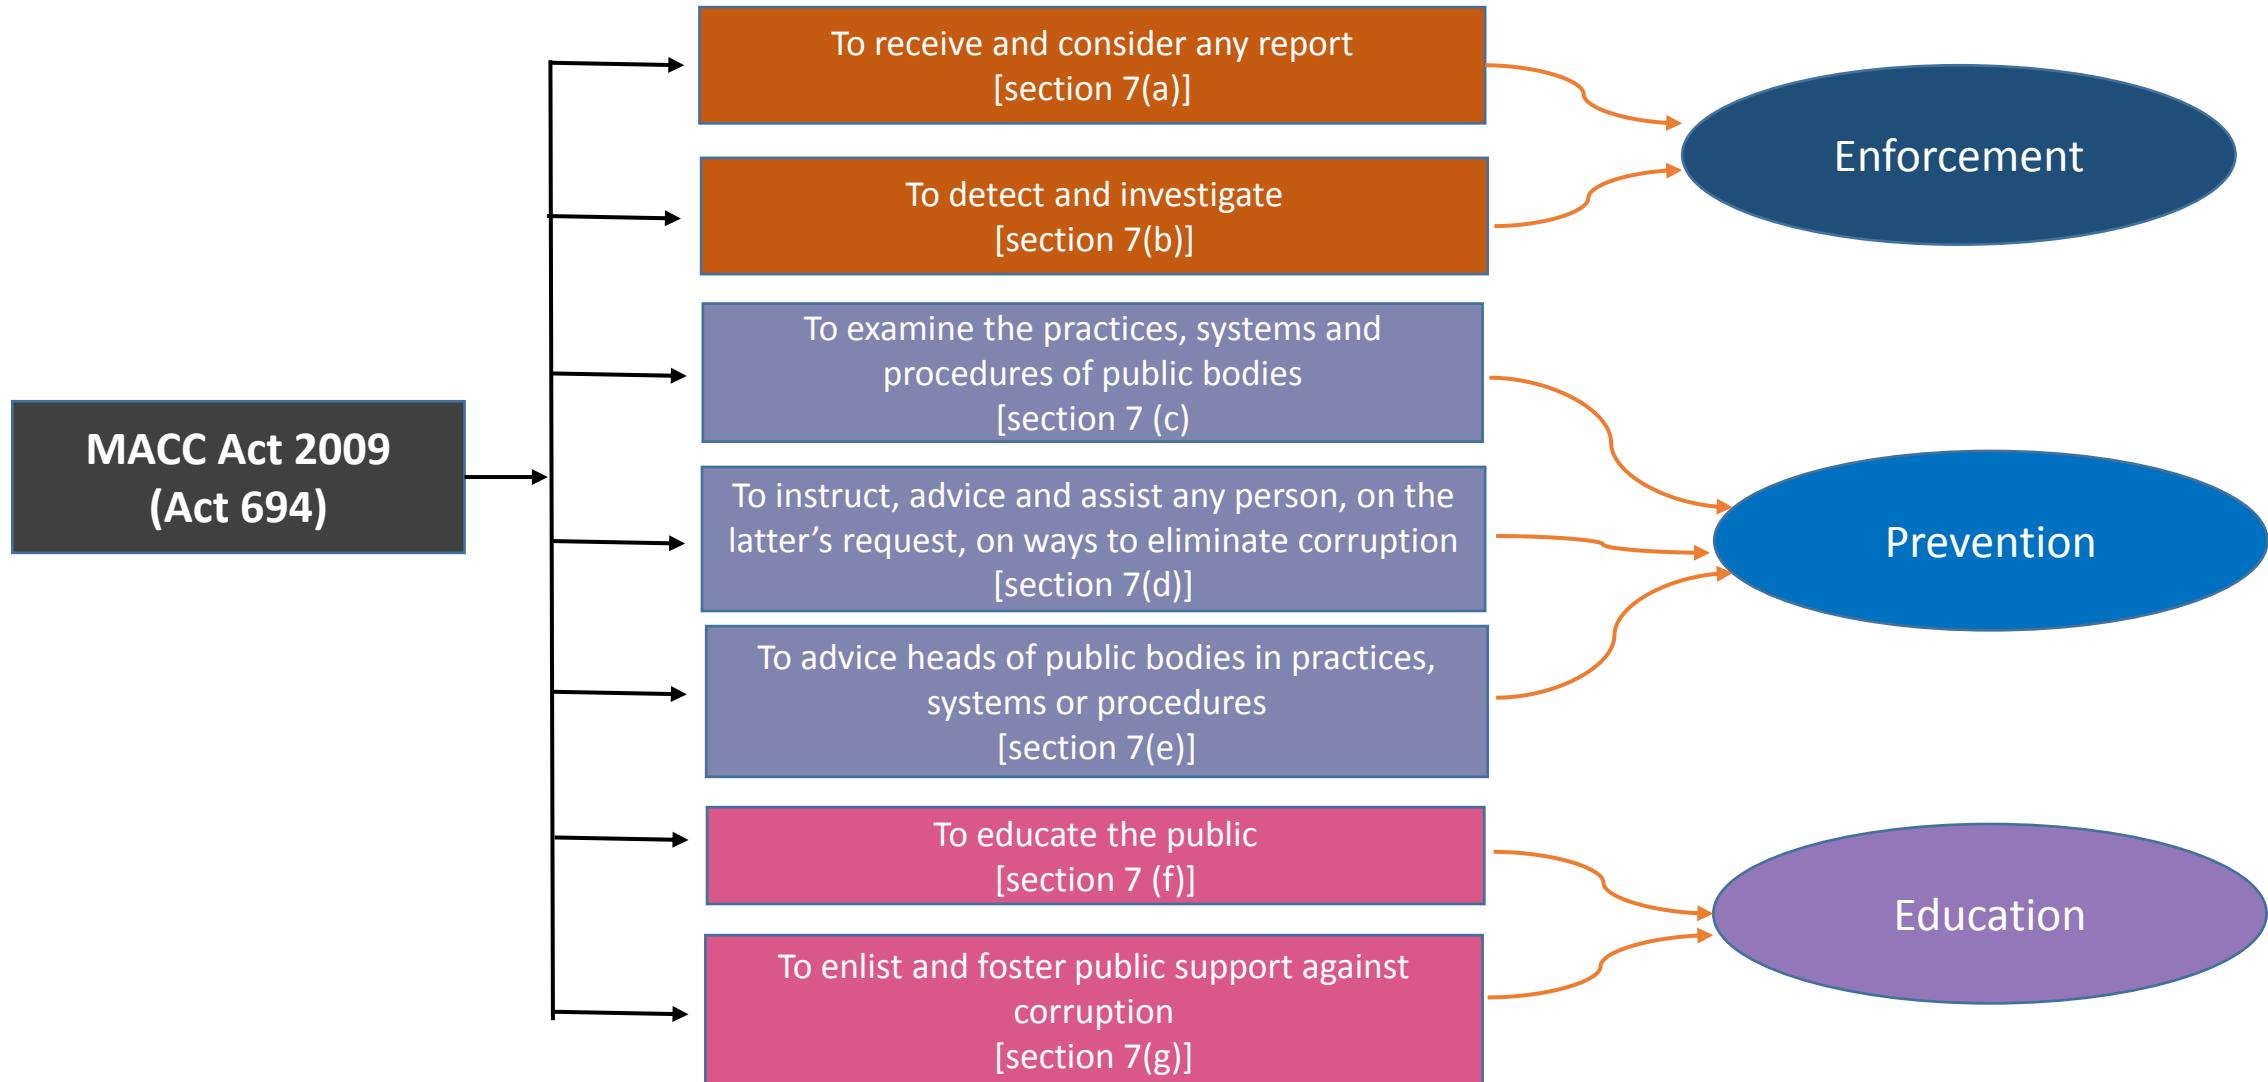 To receive and consider any report
[section 7(a)]
Enforcement
To detect and investigate
[section 7(b)]
To examine the practices, systems and
procedures of public bodies
[section 7 (c)
MACC Act 2009
(Act 694)
To instruct, advice and assist any person, on the
latter’s request, on ways to eliminate corruption
[section 7(d)]
Prevention
To advice heads of public bodies in practices,
systems or procedures
[section 7(e)]
To educate the public
[section 7 (f)]
Education
To enlist and foster public support against
corruption
[section 7(g)]